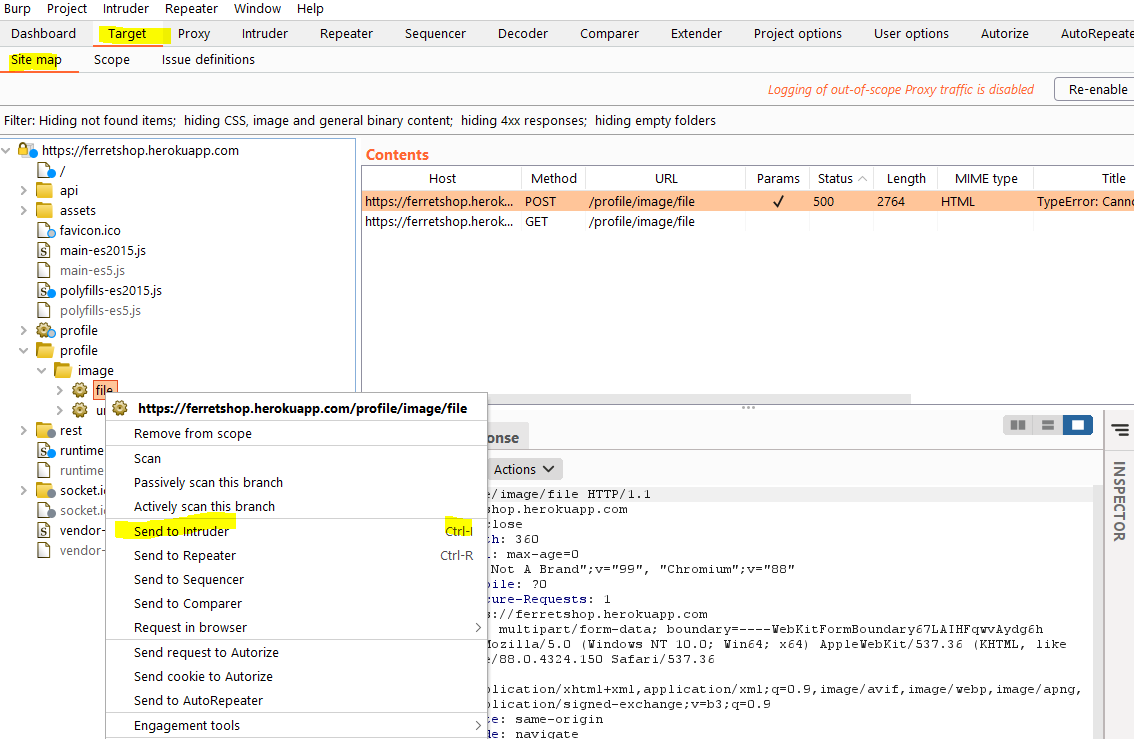 Burp Project Intruder Repeater Window Help
Dashboard Target Proxy Intruder Repeater Sequencer Decoder Comparer Extender Project options User options Autorize AutoRepeate
Site map Scope Issue definitions
Logging of out-of-scope Proxy traffic is disabled Re-enable
Filter: Hiding not found items; hiding CSS, image and general binary content; hiding 4xx responses; hiding empty folders
https://ferretshop.herokuapp.com
/
api
assets
favicon.ico
main-es2015.js
main-es5.js
polyfills-es2015.js
polyfills-es5.js
profile
profile
image
file
ur
rest
runtime
runtime
socket.io
socket.io
vendor-
vendor-
Contents
Host Method URL Params Status Length MIME type Title
https://ferretshop.herok... POST /profile/image/file ✓ 500 2764 HTML TypeError: Canno
https://ferretshop.herok... GET /profile/image/file
https://ferretshop.herokuapp.com/profile/image/file
Remove from scope
Scan
Passively scan this branch
Actively scan this branch
Send to Intruder Ctrl-I
Send to Repeater Ctrl-R
Send to Sequencer
Send to Comparer
Request in browser
Send request to Autorize
Send cookie to Autorize
Send to AutoRepeater
Engagement tools
onse
Actions
e/image/file HTTP/1.1
shop.herokuapp.com
close
th: 360
l: max-age=0
Not A Brand";v="99", "Chromium";v="88"
bile: ?0
cure-Requests: 1
s://ferretshop.herokuapp.com
multipart/form-data; boundary=----WebKitFormBoundary67LAIHFqwvAydg6h
Mozilla/5.0 (Windows NT 10.0; Win64; x64) AppleWebKit/537.36 (KHTML, like
e/88.0.4324.150 Safari/537.36
plication/xhtml+xml,application/xml;q=0.9,image/avif,image/webp,image/apng,
plication/signed-exchange;v=b3;q=0.9
te: same-origin
de: navigate
INSPECTOR